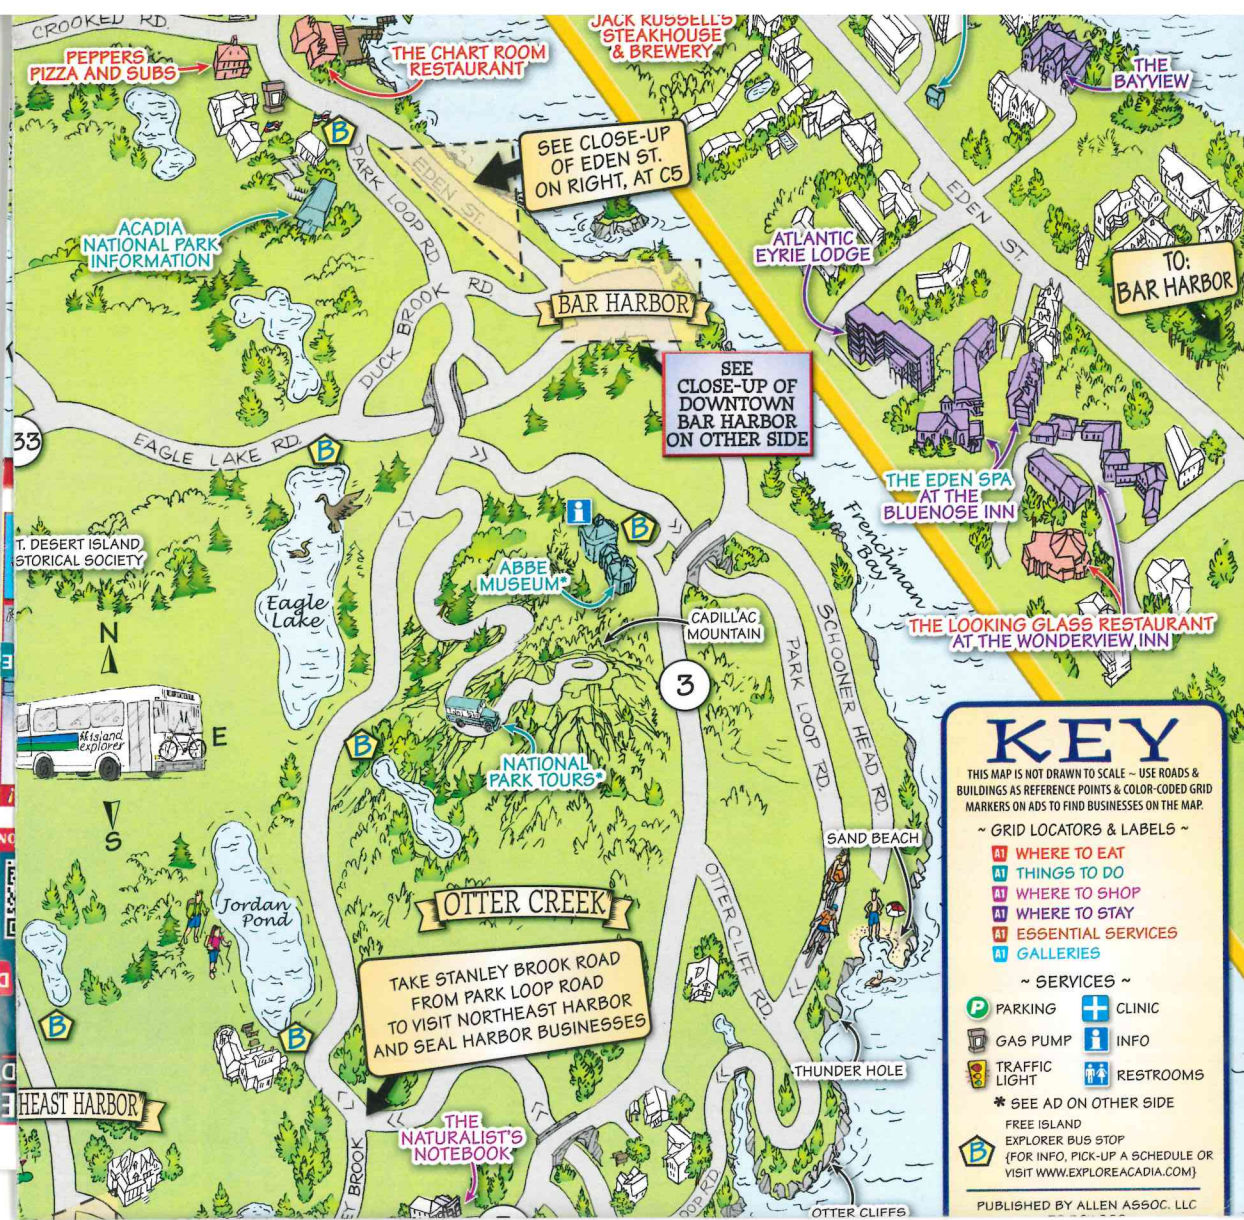 CROOKED RD.
PEPPERS
PIZZA AND SUBS
THE CHART ROOM
RESTAURANT
JACK RUSSELL'S
STEAKHOUSE
& BREWERY
THE
BAYVIEW
B
PARK LOOP RD.
EDEN ST.
SEE CLOSE-UP
OF EDEN ST.
ON RIGHT, AT C5
EDEN ST.
ACADIA
NATIONAL PARK
INFORMATION
ATLANTIC
EYRIE LODGE
TO:
BAR HARBOR
DUCK BROOK RD.
BAR HARBOR
SEE
CLOSE-UP OF
DOWNTOWN
BAR HARBOR
ON OTHER SIDE
33
EAGLE LAKE RD.
B
THE EDEN SPA
AT THE
BLUENOSE INN
Frenchman
Bay
T. DESERT ISLAND
STORICAL SOCIETY
i
B
ABBE
MUSEUM*
Eagle
Lake
CADILLAC
MOUNTAIN
THE LOOKING GLASS RESTAURANT
AT THE WONDERVIEW INN
N
3
PARK LOOP RD.
SCHOONER HEAD RD.
island
explorer
E
B
NATIONAL
PARK TOURS*
S
SAND BEACH
Jordan
Pond
OTTER CREEK
OTTER CLIFF RD.
TAKE STANLEY BROOK ROAD
FROM PARK LOOP ROAD
TO VISIT NORTHEAST HARBOR
AND SEAL HARBOR BUSINESSES
B
B
THUNDER HOLE
HEAST HARBOR
THE
NATURALIST'S
NOTEBOOK
EY BROOK
OOP RD.
OTTER CLIFFS
KEY
THIS MAP IS NOT DRAWN TO SCALE ~ USE ROADS &
BUILDINGS AS REFERENCE POINTS & COLOR-CODED GRID
MARKERS ON ADS TO FIND BUSINESSES ON THE MAP.
~ GRID LOCATORS & LABELS ~
A1 WHERE TO EAT
A1 THINGS TO DO
A1 WHERE TO SHOP
A1 WHERE TO STAY
A1 ESSENTIAL SERVICES
A1 GALLERIES
~ SERVICES ~
P PARKING
CLINIC
GAS PUMP
i INFO
TRAFFIC
LIGHT
RESTROOMS
* SEE AD ON OTHER SIDE
FREE ISLAND
B EXPLORER BUS STOP
{FOR INFO, PICK-UP A SCHEDULE OR
VISIT WWW.EXPLOREACADIA.COM}
PUBLISHED BY ALLEN ASSOC. LLC